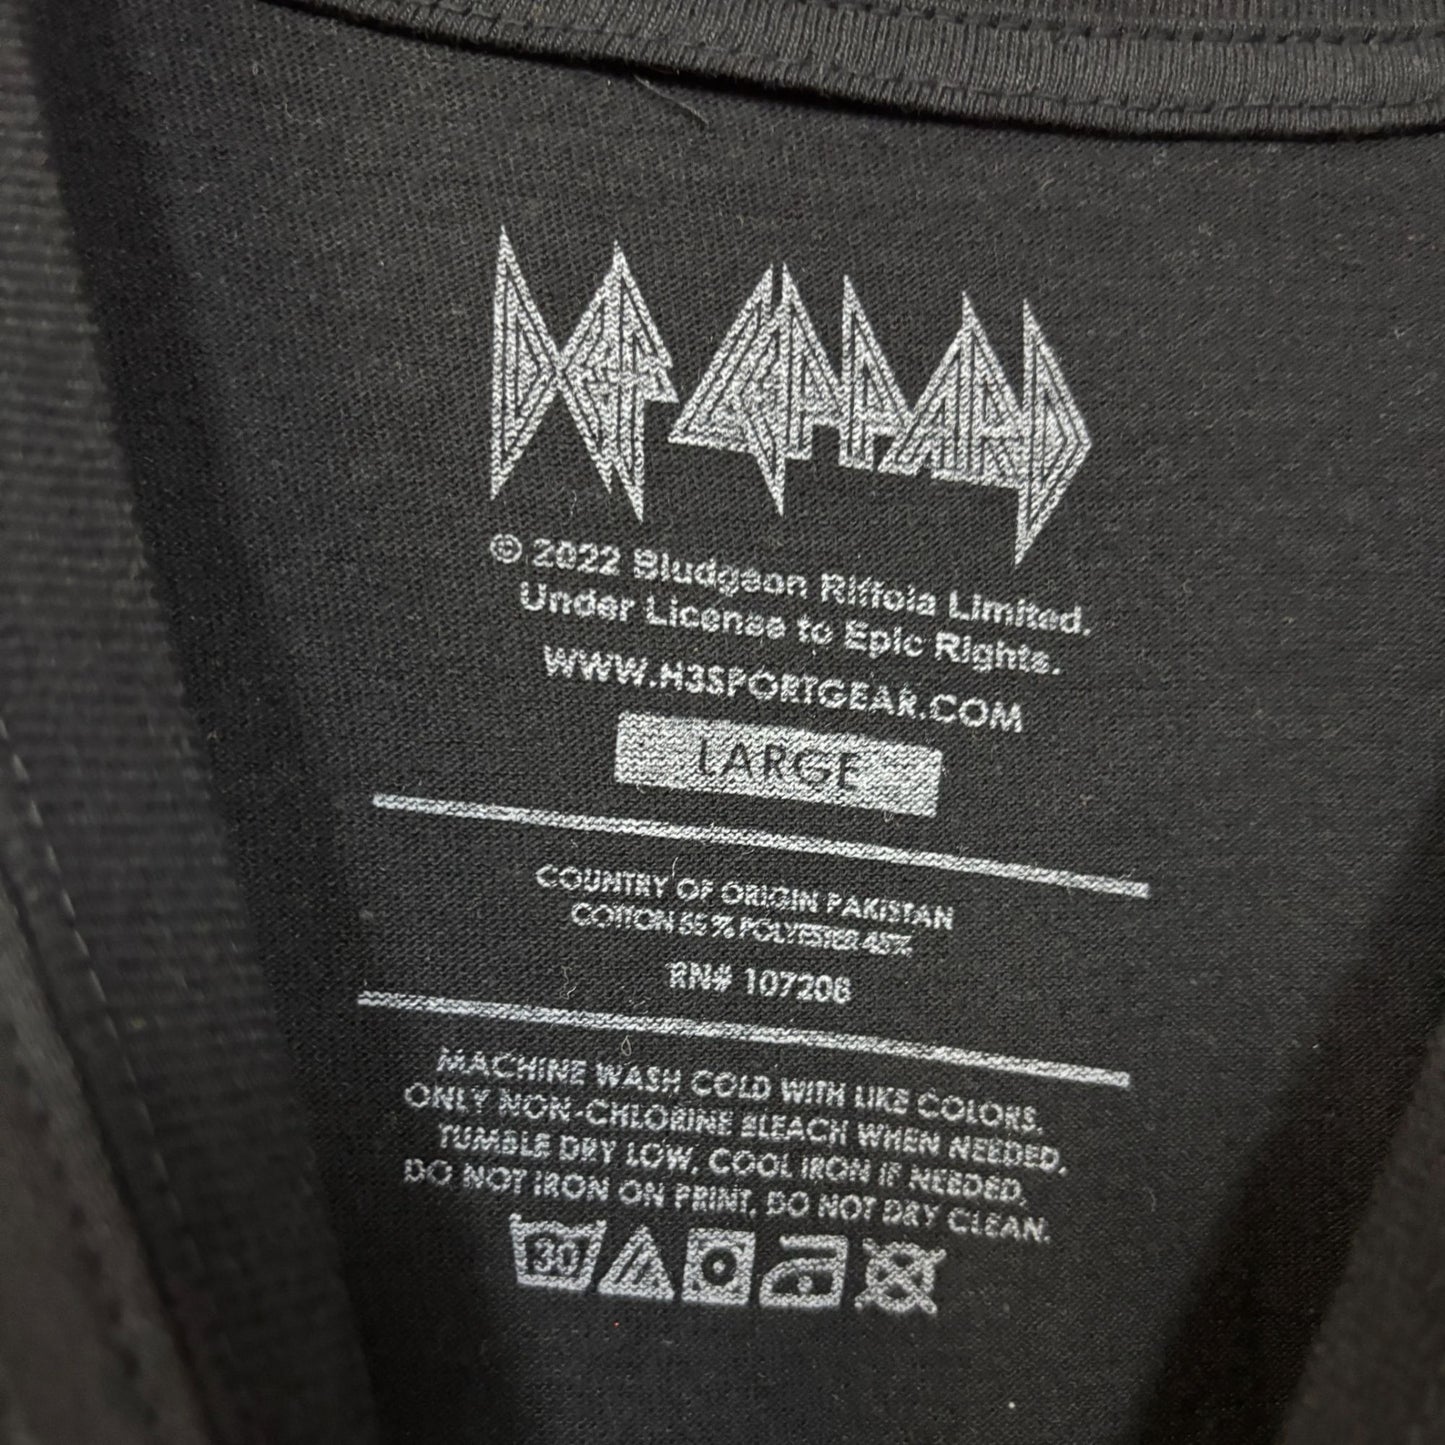 DEF LEPPARD
© 2022 Bludgeon Riffola Limited.
Under License to Epic Rights.
WWW.H3SPORTGEAR.COM
LARGE
COUNTRY OF ORIGIN PAKISTAN
COTTON 55% POLYESTER 45%
RN# 107206
MACHINE WASH COLD WITH LIKE COLORS.
ONLY NON-CHLORINE BLEACH WHEN NEEDED.
TUMBLE DRY LOW, COOL IRON IF NEEDED.
DO NOT IRON ON PRINT. DO NOT DRY CLEAN.
30